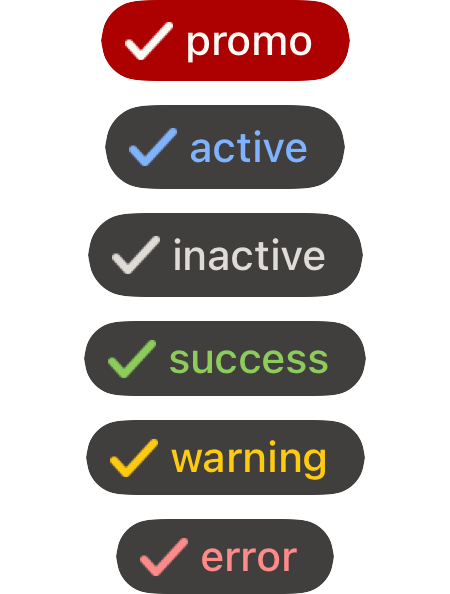 promo
active
inactive
success
warning
error